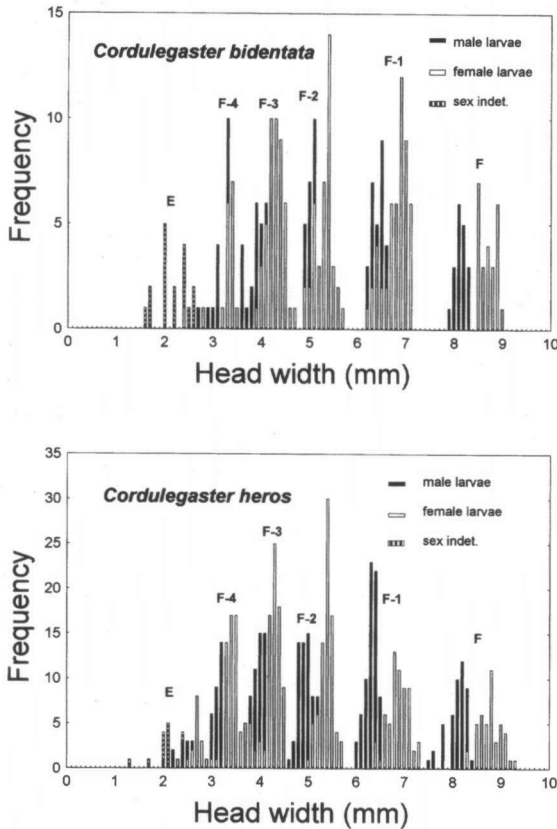 15
Cordulegaster bidentata
male larvae
female larvae
sex indet.
F-1
F-2
F-3
F-4
E
F
10
5
0
Frequency
0 1 2 3 4 5 6 7 8 9 10
Head width (mm)
35
Cordulegaster heros
male larvae
female larvae
sex indet.
30
F-3
25
F-4
F-2
F-1
20
15
E
F
10
5
0
Frequency
0 1 2 3 4 5 6 7 8 9 10
Head width (mm)